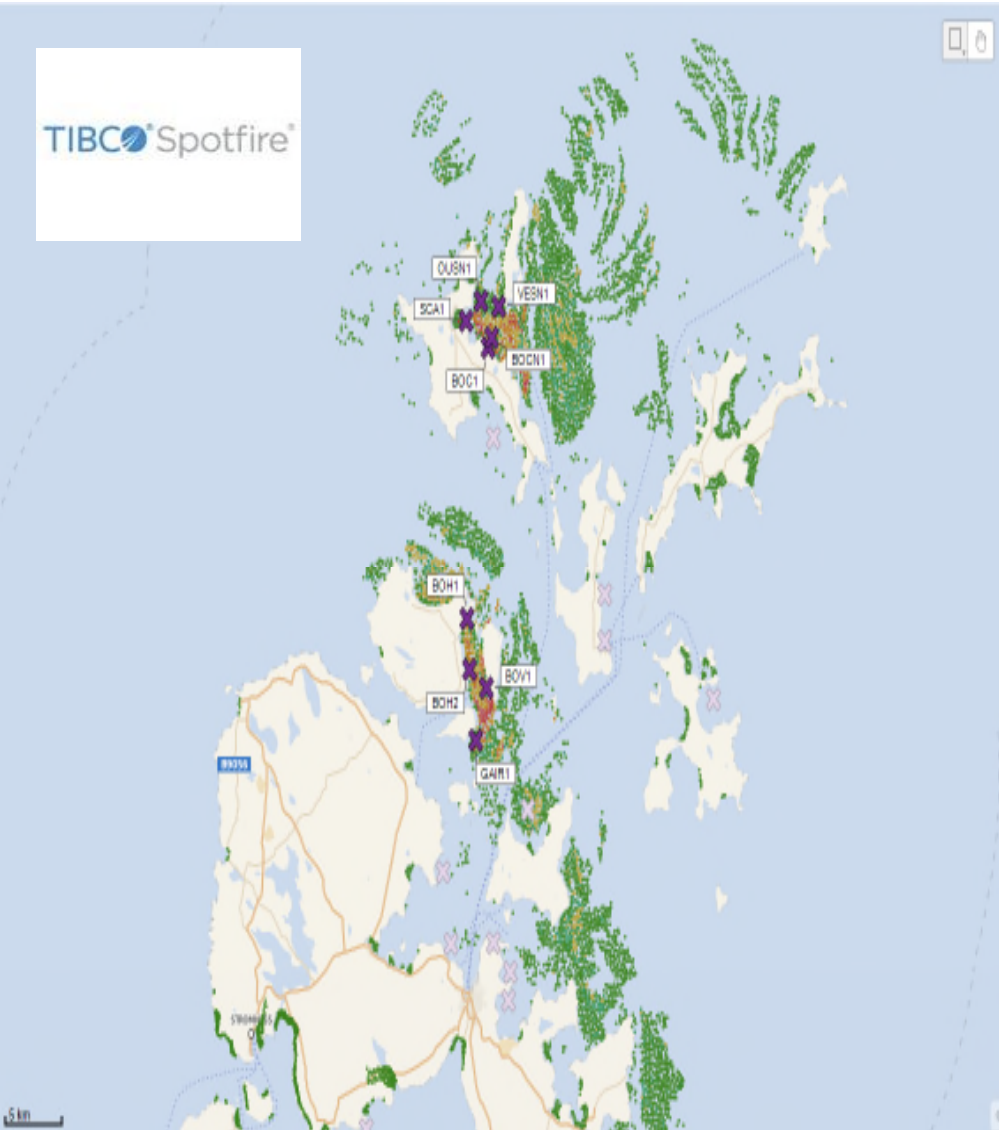 TIBCO® Spotfire®
OUSN1
VESN1
SCA1
BOCN1
BOC1
BOH1
BOV1
BOH2
GAIR1
B9056
STROMNESS
5 km